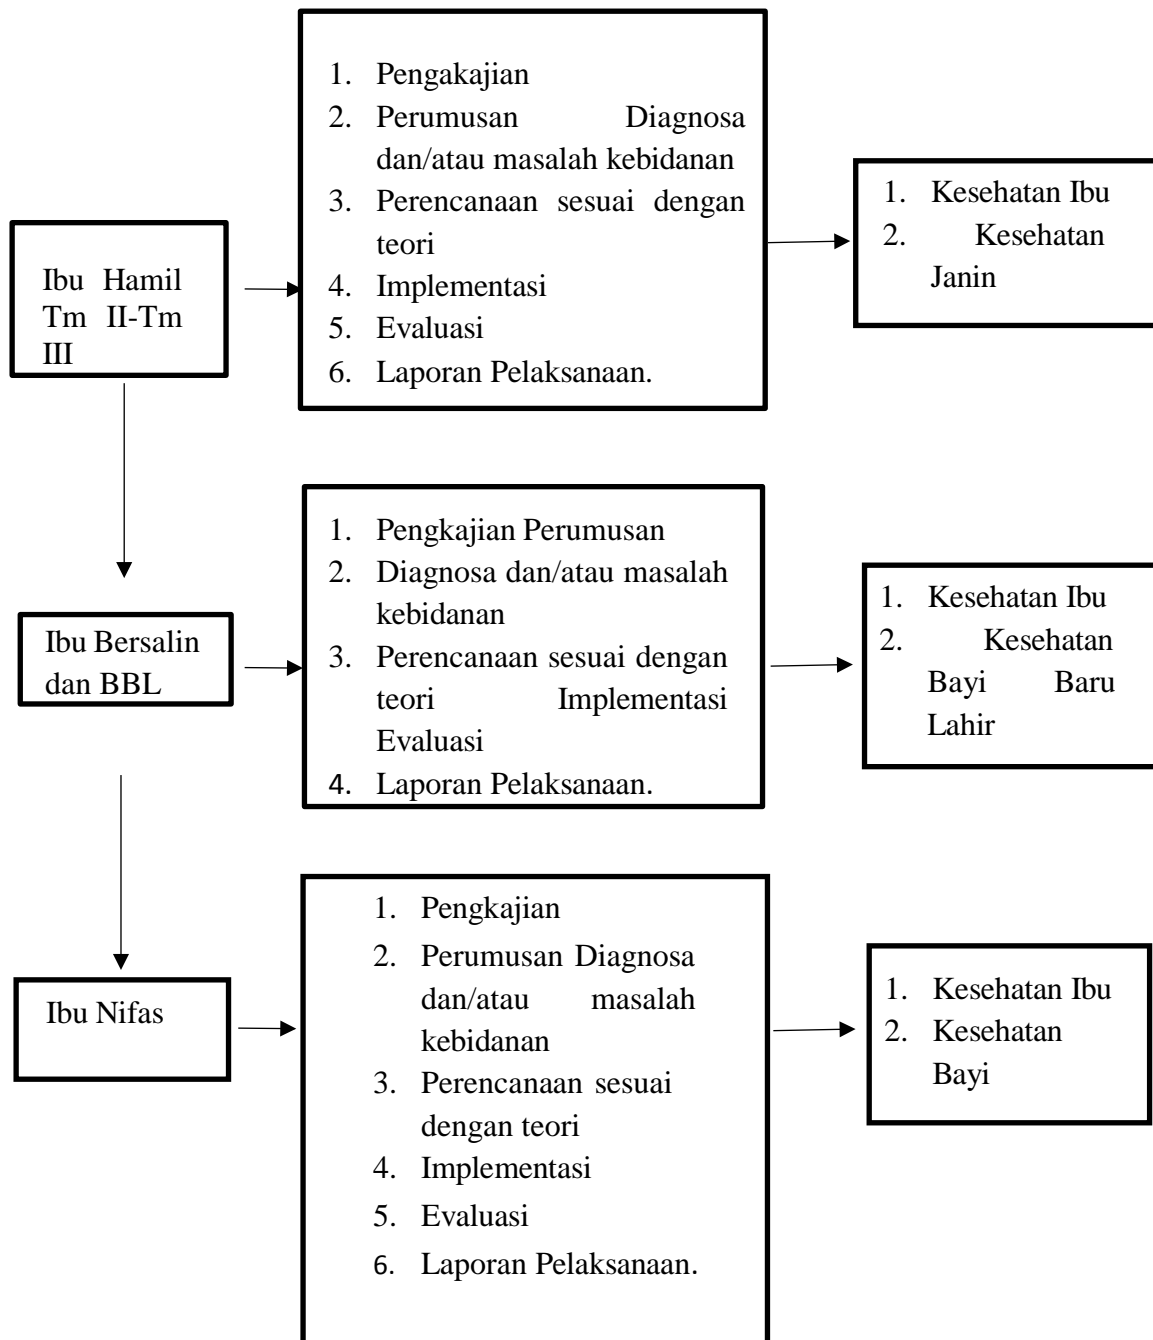 Ibu Hamil
Tm II-Tm
III
1. Pengakajian
2. Perumusan Diagnosa
dan/atau masalah kebidanan
3. Perencanaan sesuai dengan
teori
4. Implementasi
5. Evaluasi
6. Laporan Pelaksanaan.
1. Kesehatan Ibu
2. Kesehatan
Janin
Ibu Bersalin
dan BBL
1. Pengkajian Perumusan
2. Diagnosa dan/atau masalah
kebidanan
3. Perencanaan sesuai dengan
teori Implementasi
Evaluasi
4. Laporan Pelaksanaan.
1. Kesehatan Ibu
2. Kesehatan
Bayi Baru
Lahir
Ibu Nifas
1. Pengkajian
2. Perumusan Diagnosa
dan/atau masalah
kebidanan
3. Perencanaan sesuai
dengan teori
4. Implementasi
5. Evaluasi
6. Laporan Pelaksanaan.
1. Kesehatan Ibu
2. Kesehatan
Bayi